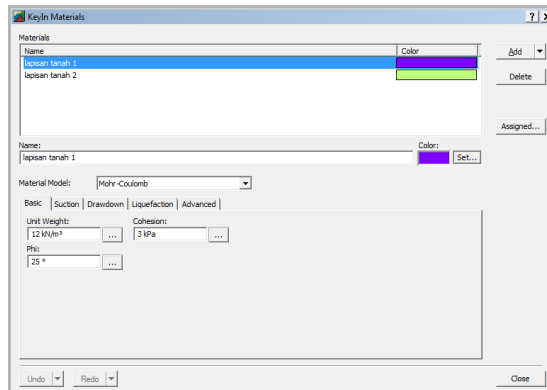 KeyIn Materials
Materials
Name Color
lapisan tanah 1
lapisan tanah 2
Add
Delete
Assigned...
Name: Color:
lapisan tanah 1 Set...
Material Model: Mohr-Coulomb
Basic Suction Drawdown Liquefaction Advanced
Unit Weight: Cohesion:
12 kN/m³ ... 3 kPa ...
Phi:
25 ° ...
Undo Redo Close